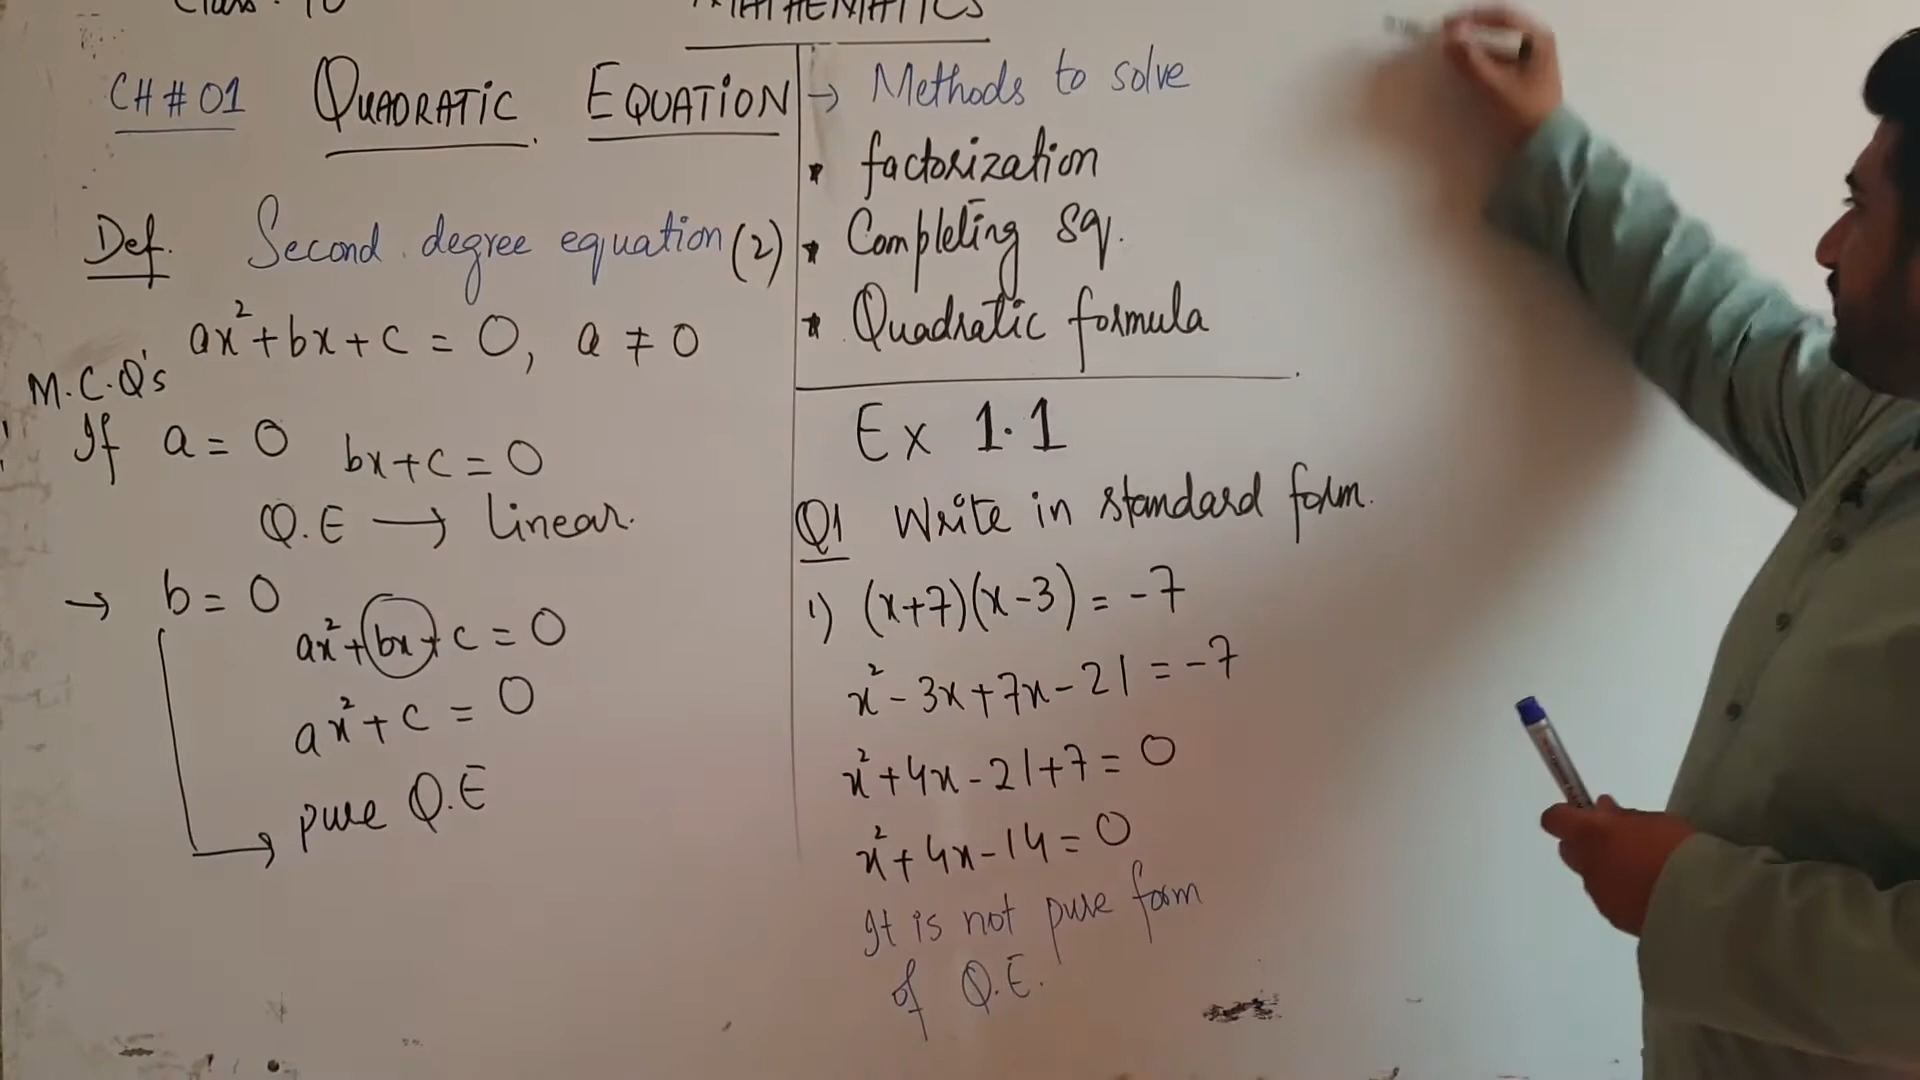 Class: 10
MATHEMATICS
CH # 01 QUADRATIC EQUATION
Def. Second degree equation (2)
ax²+bx+c = 0, a ≠ 0
M.C.Q's
If a = 0 bx+c = 0
Q.E → linear.
→ b = 0
ax²+bx+c = 0
ax²+c = 0
→ pure Q.E
→ Methods to solve
* factorization
* Completing sq.
* Quadratic formula
Ex 1.1
Q1 Write in standard form.
1) (x+7)(x-3) = -7
x²-3x+7x-21 = -7
x²+4x-21+7 = 0
x²+4x-14 = 0
It is not pure form
of Q.E.